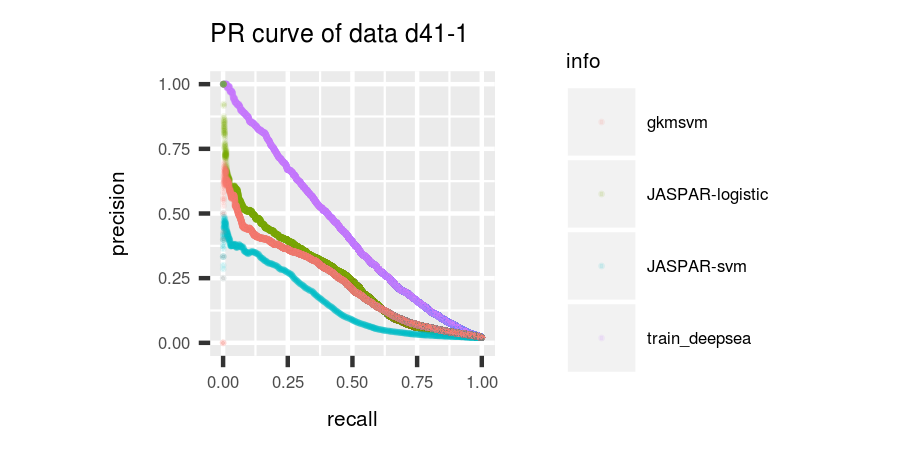 PR curve of data d41-1
precision
1.00
0.75
0.50
0.25
0.00
0.00 0.25 0.50 0.75 1.00
recall
info
gkmsvm
JASPAR-logistic
JASPAR-svm
train_deepsea